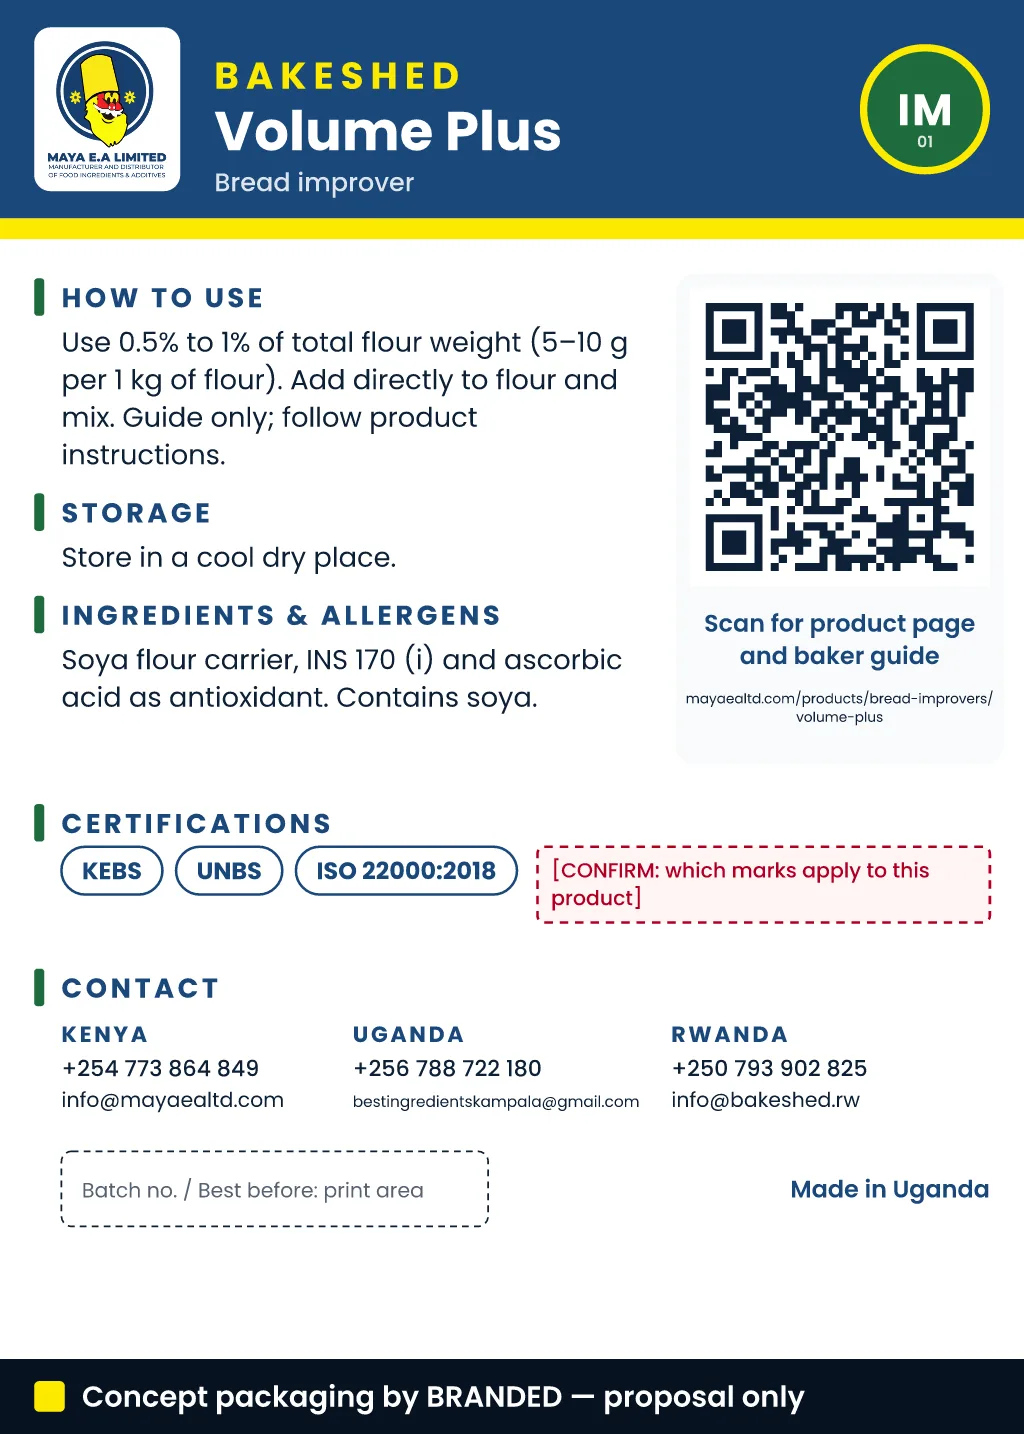 MAYA E.A LIMITED
MANUFACTURER AND DISTRIBUTOR
OF FOOD INGREDIENTS & ADDITIVES
BAKESHED
Volume Plus
Bread improver
IM
01
HOW TO USE
Use 0.5% to 1% of total flour weight (5–10 g
per 1 kg of flour). Add directly to flour and
mix. Guide only; follow product
instructions.
STORAGE
Store in a cool dry place.
INGREDIENTS & ALLERGENS
Soya flour carrier, INS 170 (i) and ascorbic
acid as antioxidant. Contains soya.
Scan for product page
and baker guide
mayaealtd.com/products/bread-improvers/
volume-plus
CERTIFICATIONS
KEBS
UNBS
ISO 22000:2018
[CONFIRM: which marks apply to this
product]
CONTACT
KENYA
+254 773 864 849
info@mayaealtd.com
UGANDA
+256 788 722 180
bestingredientskampala@gmail.com
RWANDA
+250 793 902 825
info@bakeshed.rw
Batch no. / Best before: print area
Made in Uganda
Concept packaging by BRANDED — proposal only